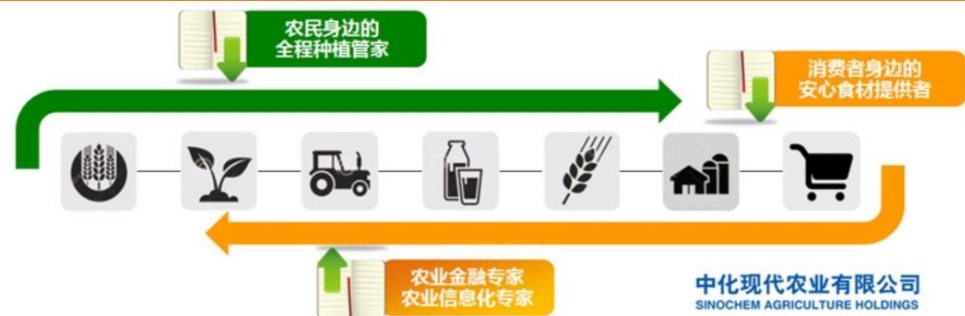 农民身边的
全程种植管家
消费者身边的
安心食材提供者
农业金融专家
农业信息化专家
中化现代农业有限公司
SINOCHEM AGRICULTURE HOLDINGS